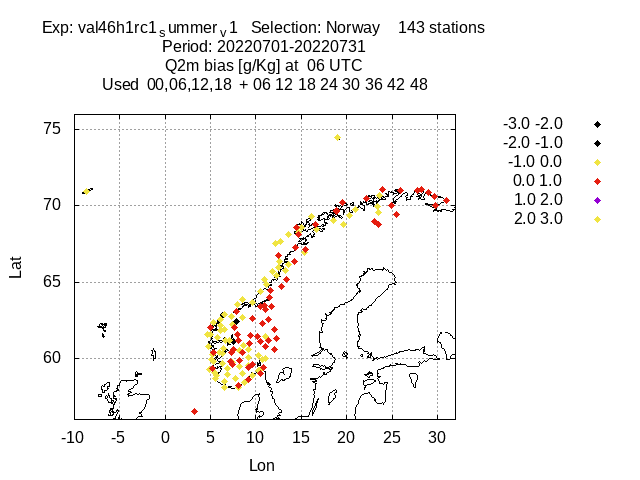 Exp: val46h1rc1summerv1 Selection: Norway 143 stations
Period: 20220701-20220731
Q2m bias [g/Kg] at 06 UTC
Used 00,06,12,18 + 06 12 18 24 30 36 42 48
-3.0 -2.0
-2.0 -1.0
-1.0 0.0
0.0 1.0
1.0 2.0
2.0 3.0
75
70
65
60
Lat
-10 -5 0 5 10 15 20 25 30
Lon